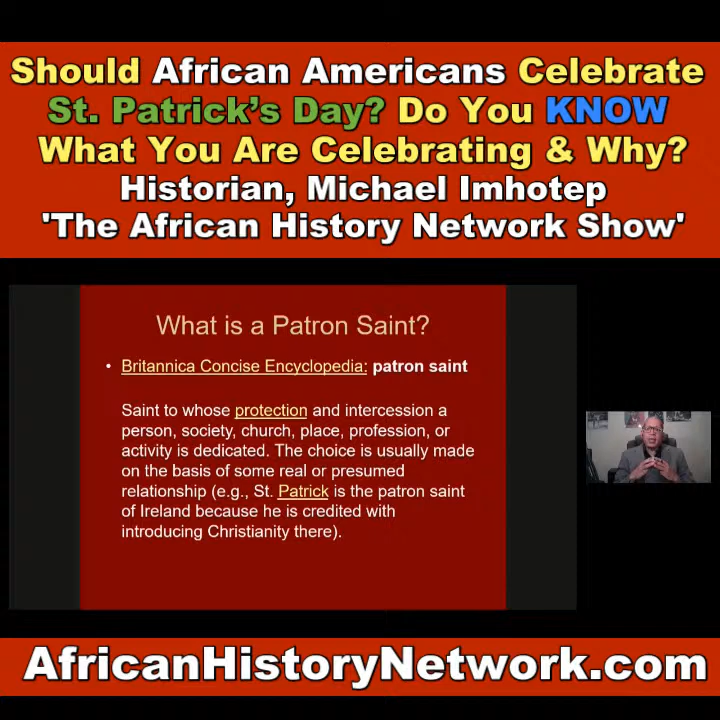 Should African Americans Celebrate
St. Patrick's Day? Do You KNOW
What You Are Celebrating & Why?
Historian, Michael Imhotep
'The African History Network Show'
What is a Patron Saint?
• Britannica Concise Encyclopedia: patron saint
Saint to whose protection and intercession a
person, society, church, place, profession, or
activity is dedicated. The choice is usually made
on the basis of some real or presumed
relationship (e.g., St. Patrick is the patron saint
of Ireland because he is credited with
introducing Christianity there).
AfricanHistoryNetwork.com